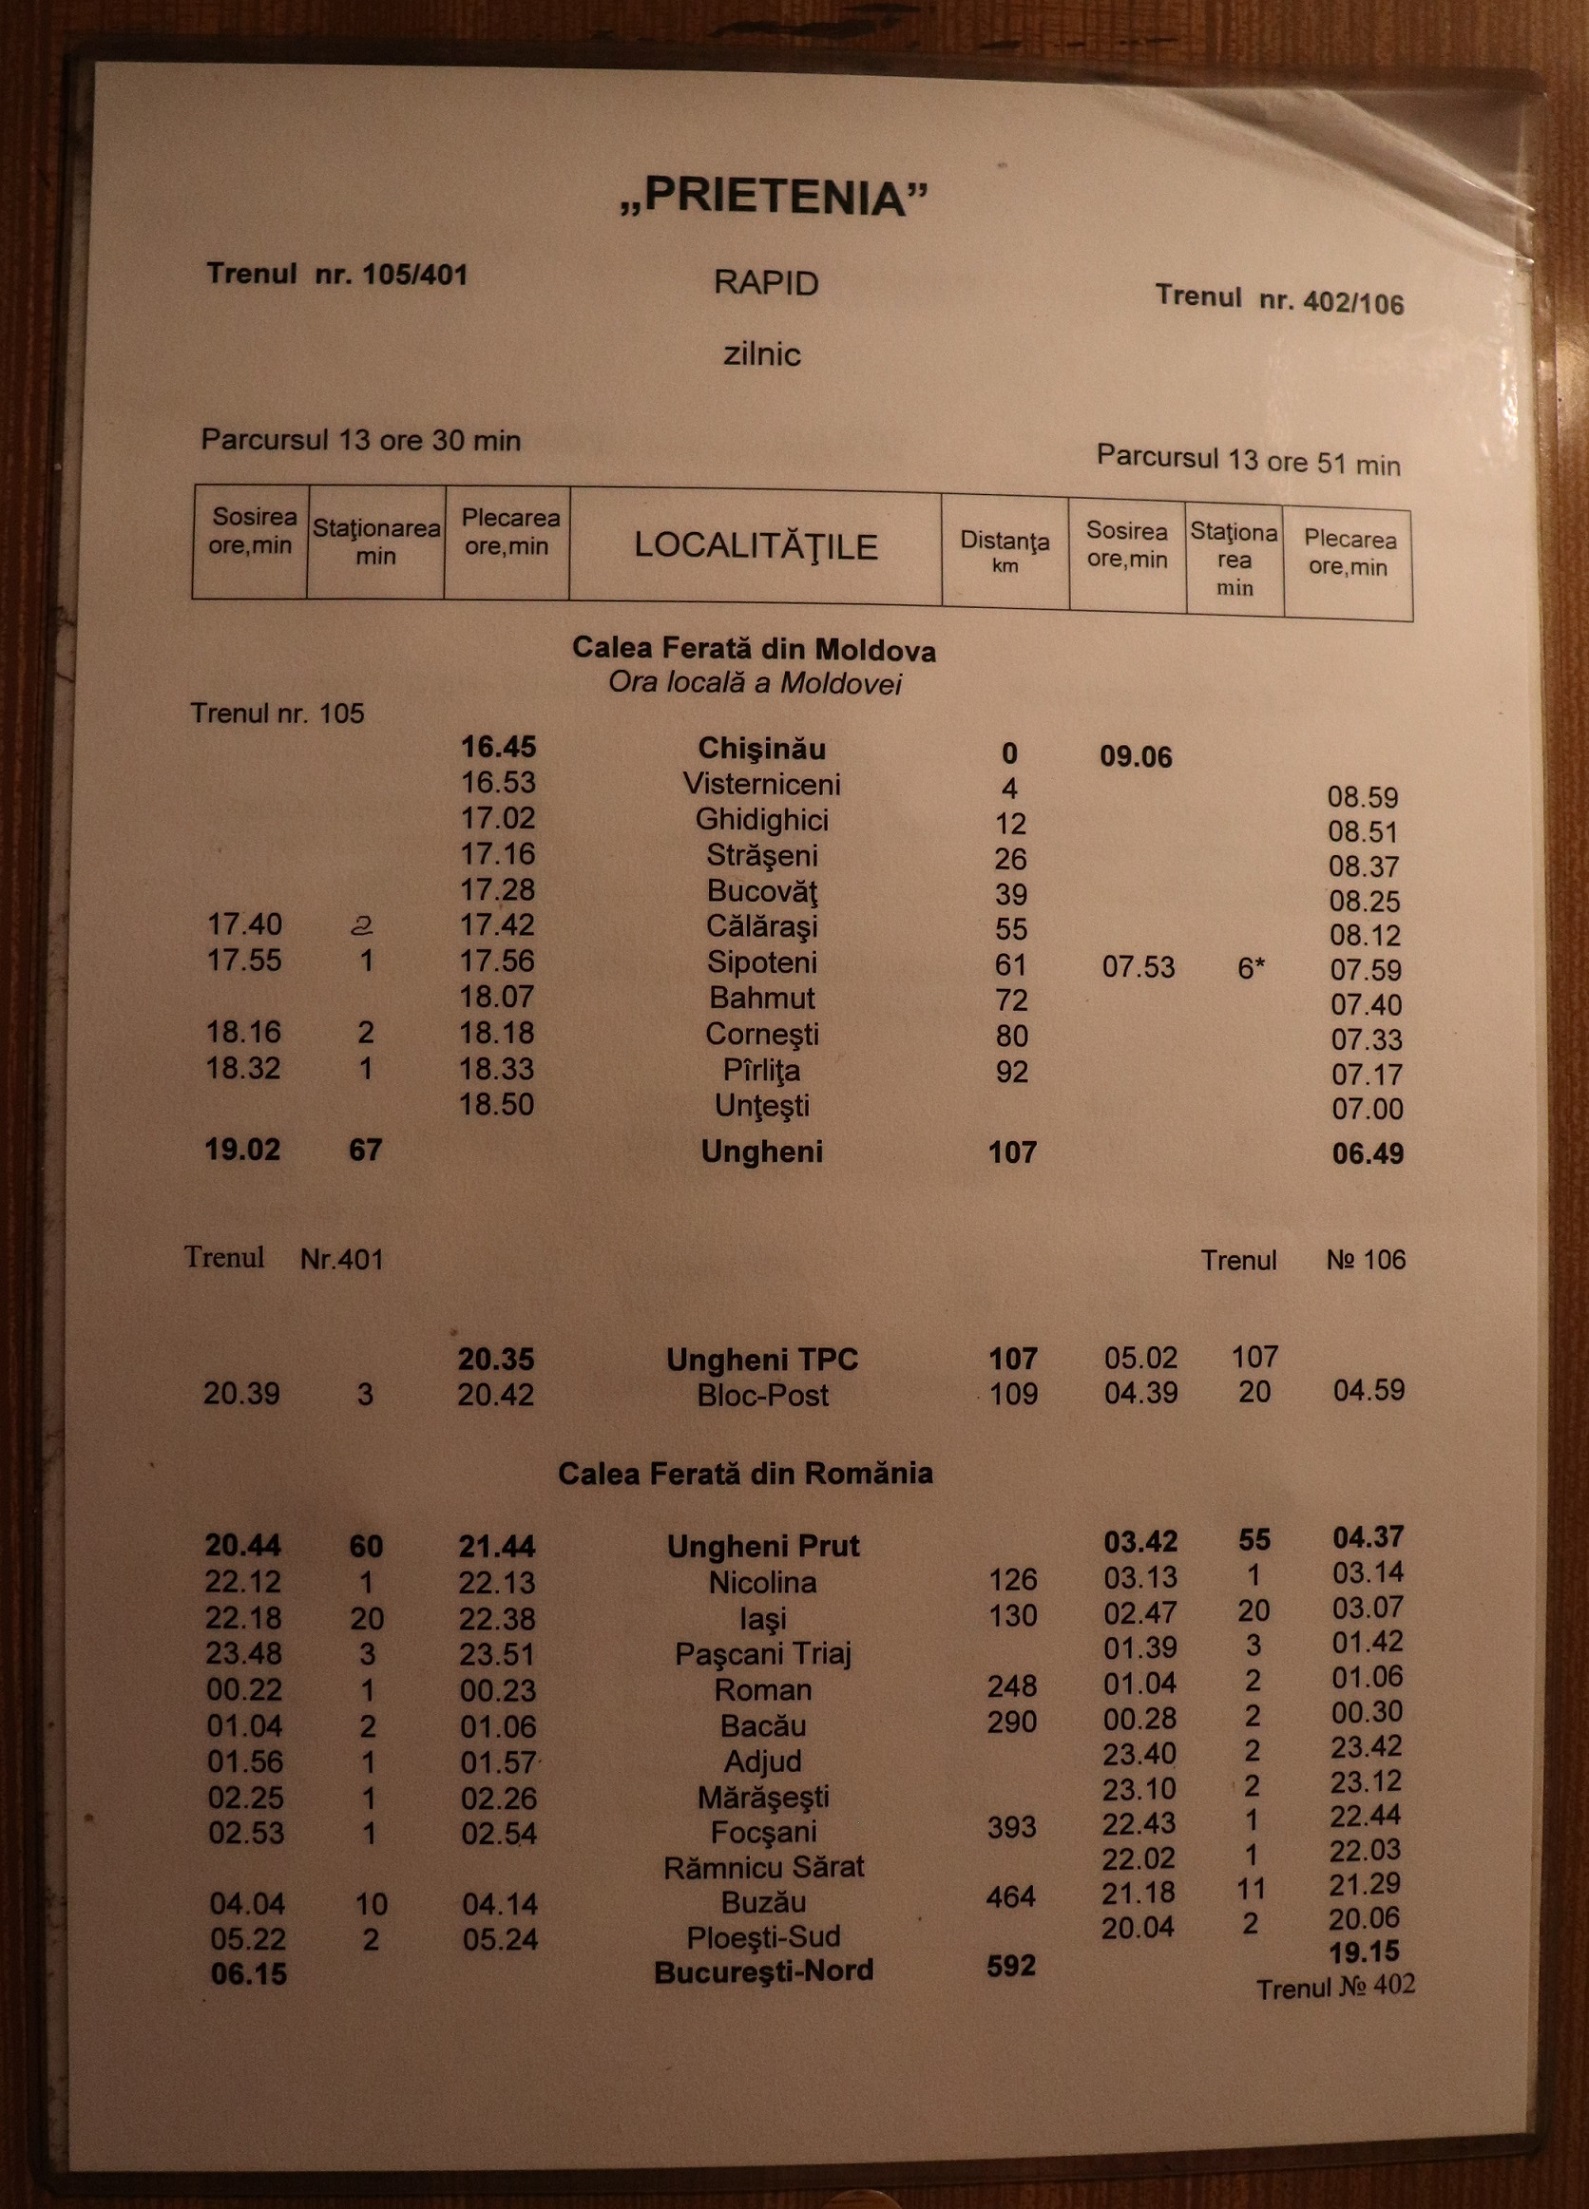 „PRIETENIA”
Trenul nr. 105/401 RAPID Trenul nr. 402/106
zilnic
Parcursul 13 ore 30 min Parcursul 13 ore 51 min
Sosirea ore,min Staţionarea min Plecarea ore,min LOCALITĂŢILE Distanţa km Sosirea ore,min Staţiona rea min Plecarea ore,min
Calea Ferată din Moldova
Ora locală a Moldovei
Trenul nr. 105
16.45 Chişinău 0 09.06
16.53 Visterniceni 4 08.59
17.02 Ghidighici 12 08.51
17.16 Străşeni 26 08.37
17.28 Bucovăţ 39 08.25
17.40 2 17.42 Călăraşi 55 08.12
17.55 1 17.56 Sipoteni 61 07.53 6* 07.59
18.07 Bahmut 72 07.40
18.16 2 18.18 Corneşti 80 07.33
18.32 1 18.33 Pîrliţa 92 07.17
18.50 Unţeşti 07.00
19.02 67 Ungheni 107 06.49
Trenul Nr.401 Trenul № 106
20.35 Ungheni TPC 107 05.02 107
20.39 3 20.42 Bloc-Post 109 04.39 20 04.59
Calea Ferată din Romănia
20.44 60 21.44 Ungheni Prut 03.42 55 04.37
22.12 1 22.13 Nicolina 126 03.13 1 03.14
22.18 20 22.38 Iaşi 130 02.47 20 03.07
23.48 3 23.51 Paşcani Triaj 01.39 3 01.42
00.22 1 00.23 Roman 248 01.04 2 01.06
01.04 2 01.06 Bacău 290 00.28 2 00.30
01.56 1 01.57 Adjud 23.40 2 23.42
02.25 1 02.26 Mărăşeşti 23.10 2 23.12
02.53 1 02.54 Focşani 393 22.43 1 22.44
Rămnicu Sărat 22.02 1 22.03
04.04 10 04.14 Buzău 464 21.18 11 21.29
05.22 2 05.24 Ploeşti-Sud 20.04 2 20.06
06.15 Bucureşti-Nord 592 19.15
Trenul № 402